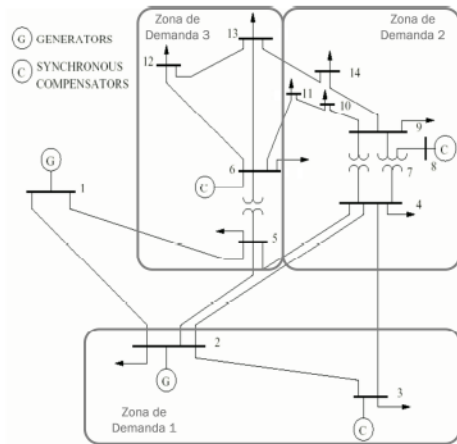 G GENERATORS
C SYNCHRONOUS
COMPENSATORS
Zona de
Demanda 3
Zona de
Demanda 2
13
12
14
11
10
9
C
8
7
6
C
G
1
4
5
2
G
3
C
Zona de
Demanda 1